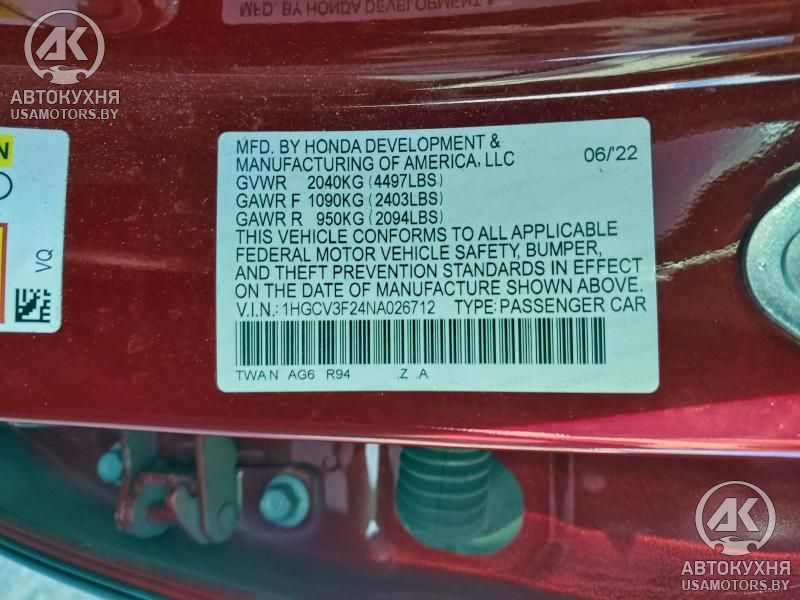 MFD. BY HONDA DEVELOPMENT &
AK
АВТОКУХНЯ
USAMOTORS.BY
VQ
MFD. BY HONDA DEVELOPMENT &
MANUFACTURING OF AMERICA, LLC 06/'22
GVWR 2040KG (4497LBS)
GAWR F 1090KG (2403LBS)
GAWR R 950KG (2094LBS)
THIS VEHICLE CONFORMS TO ALL APPLICABLE
FEDERAL MOTOR VEHICLE SAFETY, BUMPER,
AND THEFT PREVENTION STANDARDS IN EFFECT
ON THE DATE OF MANUFACTURE SHOWN ABOVE.
V.I.N.: 1HGCV3F24NA026712 TYPE: PASSENGER CAR
TWAN AG6 R94 .Z .A
AK
АВТОКУХНЯ
USAMOTORS.BY